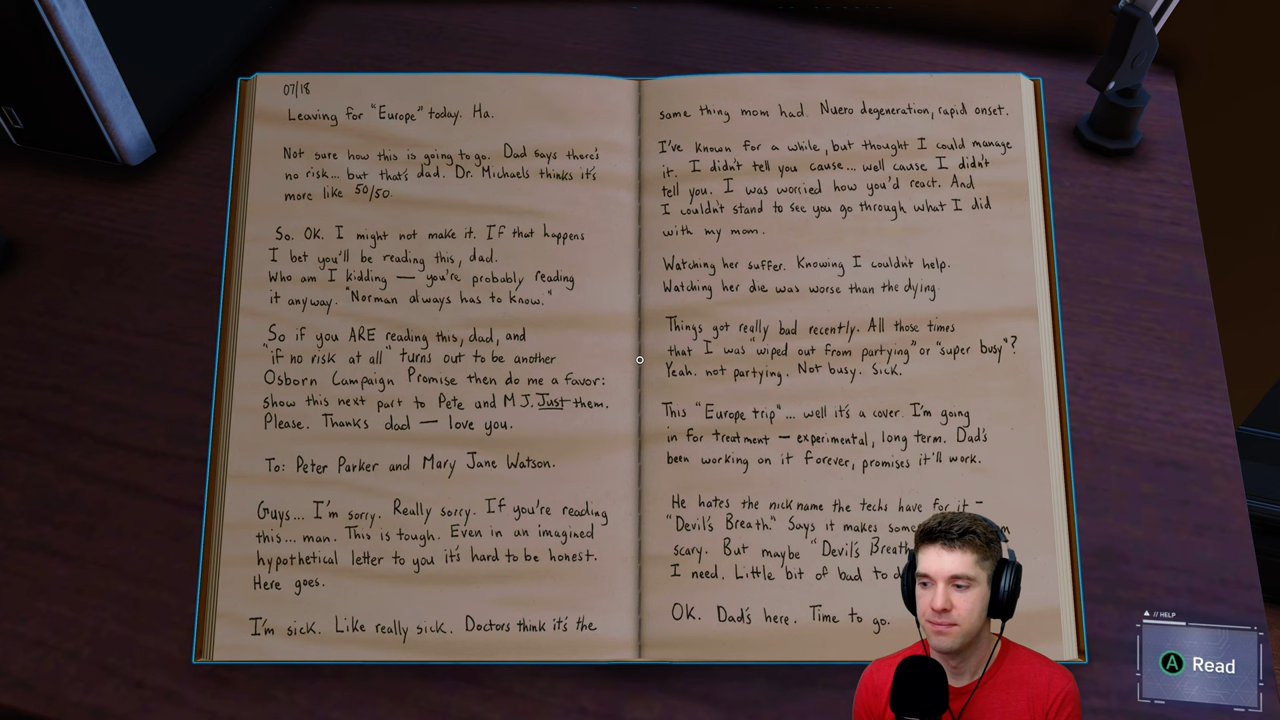 07/18
Leaving for "Europe" today. Ha.
Not sure how this is going to go. Dad says there's
no risk... but that's dad. Dr. Michaels thinks it's
more like 50/50.
So. OK. I might not make it. If that happens
I bet you'll be reading this, dad.
Who am I kidding — you're probably reading
it anyway. "Norman always has to know."
So if you ARE reading this, dad, and
"if no risk at all" turns out to be another
Osborn Campaign Promise then do me a favor:
show this next part to Pete and MJ. Just them.
Please. Thanks dad — love you.
To: Peter Parker and Mary Jane Watson.
Guys... I'm sorry. Really sorry. If you're reading
this... man. This is tough. Even in an imagined
hypothetical letter to you it's hard to be honest.
Here goes.
I'm sick. Like really sick. Doctors think it's the
same thing mom had. Nuero degeneration, rapid onset.
I've known for a while, but thought I could manage
it. I didn't tell you cause... well cause I didn't
tell you. I was worried how you'd react. And
I couldn't stand to see you go through what I did
with my mom.
Watching her suffer. Knowing I couldn't help.
Watching her die was worse than the dying.
Things got really bad recently. All those times
that I was "wiped out from partying" or "super busy"?
Yeah. not partying. Not busy. Sick.
This "Europe trip"... well it's a cover. I'm going
in for treatment — experimental, long term. Dad's
been working on it forever, promises it'll work.
He hates the nickname the techs have for it –
"Devil's Breath." Says it makes
scary. But maybe "Devil's Breath
I need. Little bit of bad to
OK. Dad's here. Time to go.
// HELP
A Read